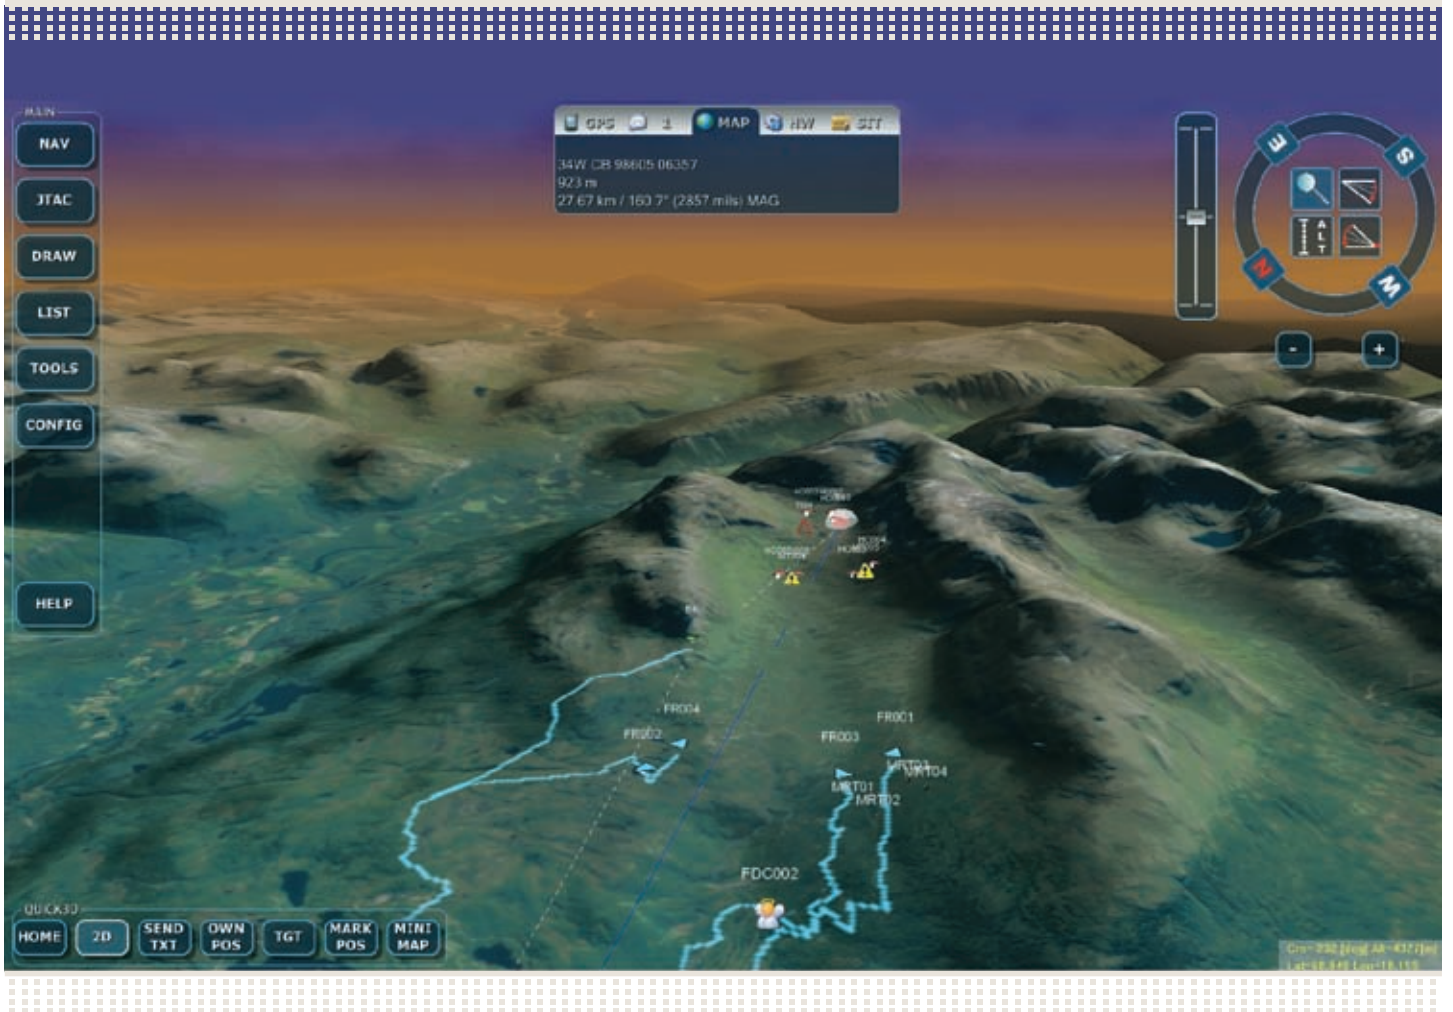 MAIN
NAV
JTAC
DRAW
LIST
TOOLS
CONFIG
HELP
GPS 1 MAP NW SIT
34W CB 98605 06357
923 m
27.67 km / 160.7° (2857 mils) MAG
E
S
N
W
ALT
-
+
FR004
FR002
FR001
FR003
MRT03
MRT04
MRT01
MRT02
FDC002
QUICK3D
HOME
2D
SEND
TXT
OWN
POS
TGT
MARK
POS
MINI
MAP